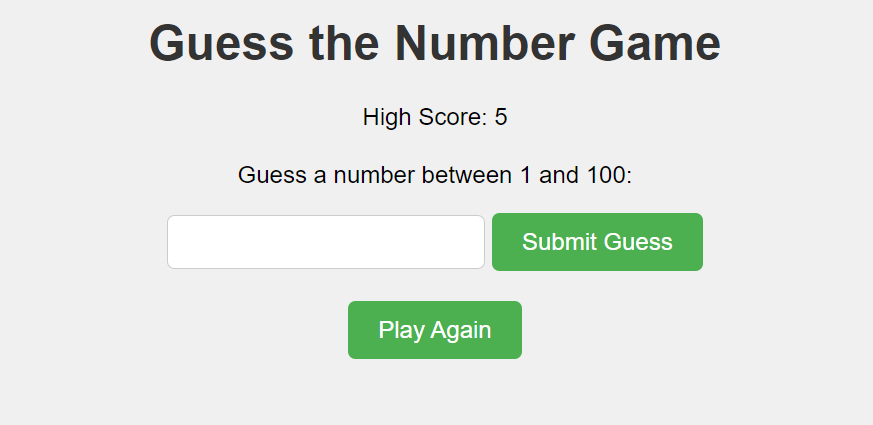 Guess the Number Game
High Score: 5
Guess a number between 1 and 100:
Submit Guess
Play Again